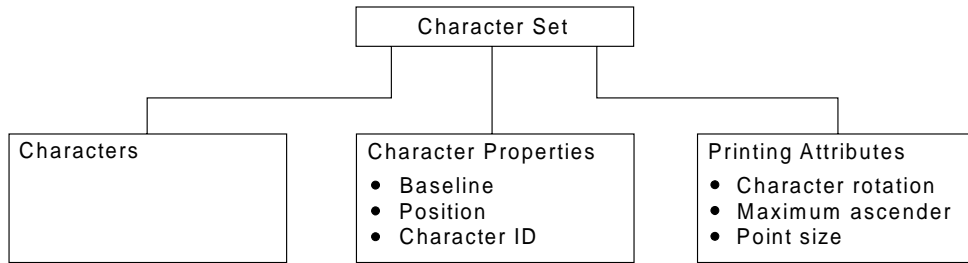 Character Set
Characters
Character Properties
• Baseline
• Position
• Character ID
Printing Attributes
• Character rotation
• Maximum ascender
• Point size